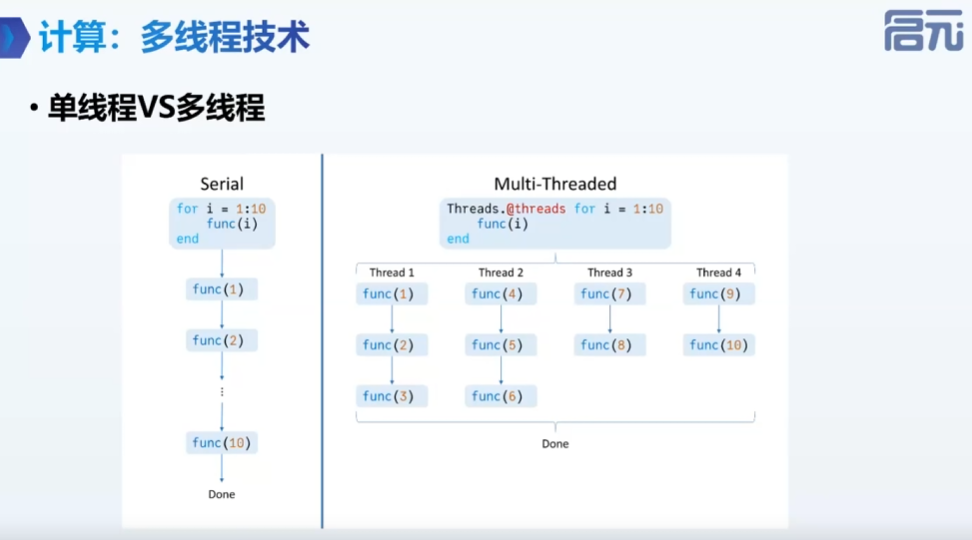 计算：多线程技术
启元
• 单线程VS多线程
Serial
for i = 1:10
func(i)
end
func(1)
func(2)
⋮
func(10)
Done
Multi-Threaded
Threads.@threads for i = 1:10
func(i)
end
Thread 1
Thread 2
Thread 3
Thread 4
func(1)
func(4)
func(7)
func(9)
func(2)
func(5)
func(8)
func(10)
func(3)
func(6)
Done